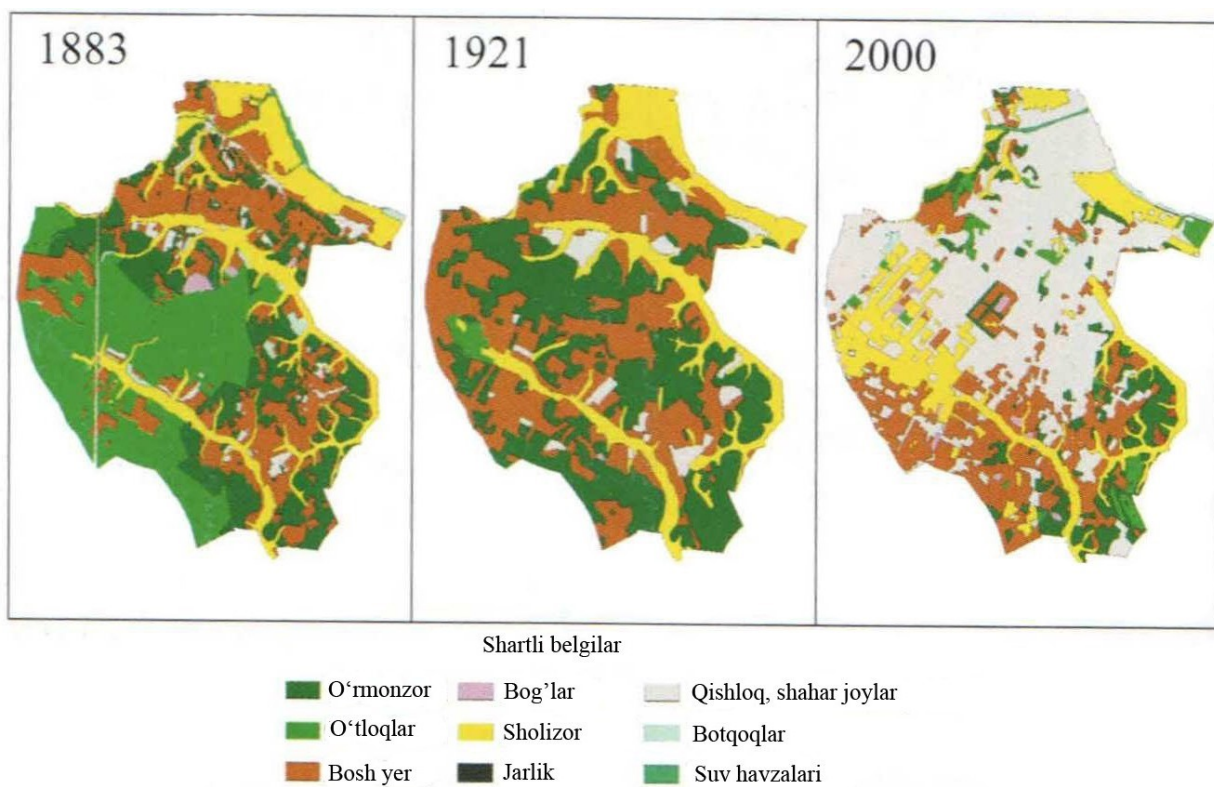 1883
1921
2000
Shartli belgilar
O‘rmonzor
Bog’lar
Qishloq, shahar joylar
O‘tloqlar
Sholizor
Botqoqlar
Bosh yer
Jarlik
Suv havzalari